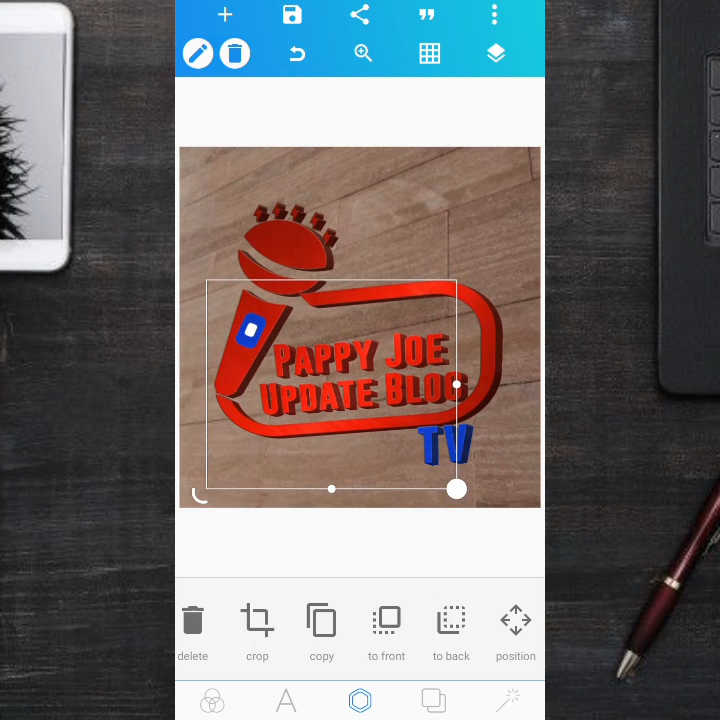 PAPPY JOE
UPDATE BLOG
TV
delete
crop
copy
to front
to back
position